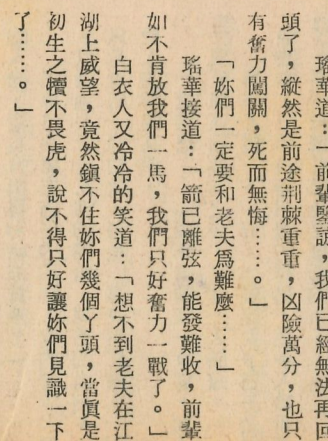 瑤華道：「前輩鑒諒，我們已經無法再回
頭了，縱然是前途荆棘重重，凶險萬分，也只
有奮力闖關，死而無悔……。」
「妳們一定要和老夫爲難麼……」
瑤華接道：「箭已離弦，能發難收，前輩
如不肯放我們一馬，我們只好奮力一戰了。」
白衣人又冷冷的笑道：「想不到老夫在江
湖上威望，竟然鎭不住妳們幾個丫頭，當眞是
初生之犢不畏虎，說不得只好讓妳們見識一下
了……。」